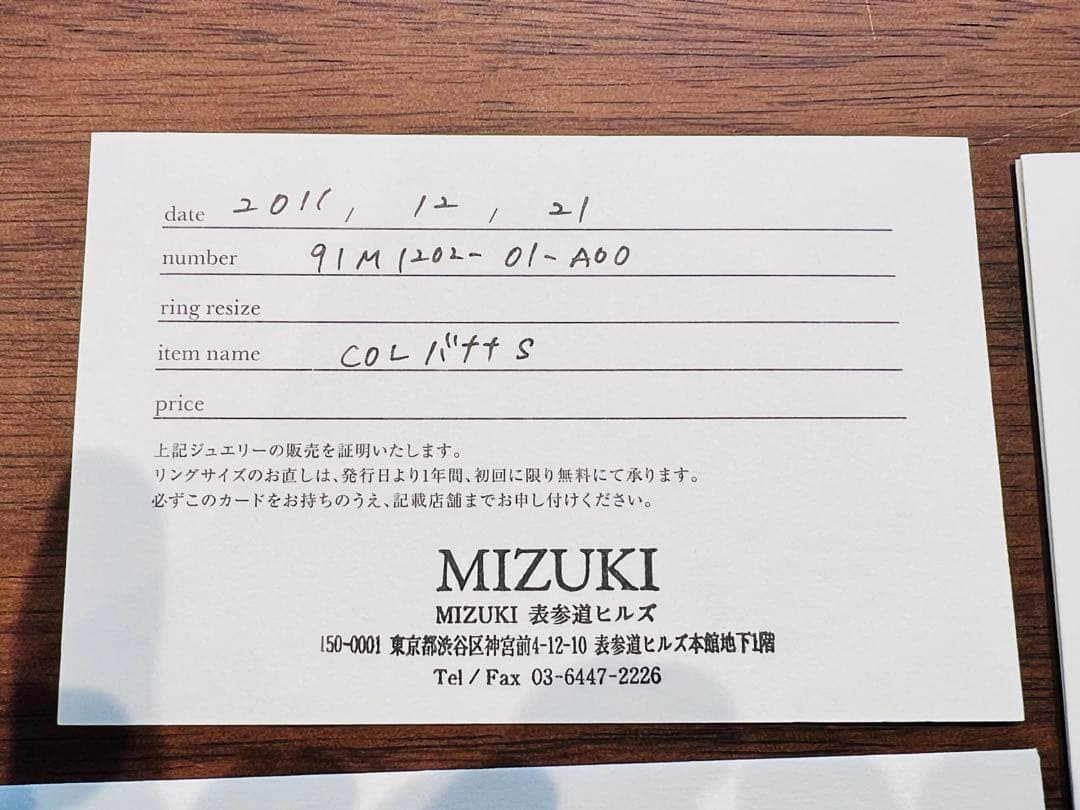 date 2011, 12, 21
number 91M1202-01-A00
ring resize
item name COL バナナ S
price
上記ジュエリーの販売を証明いたします。
リングサイズのお直しは、発行日より1年間、初回に限り無料にて承ります。
必ずこのカードをお持ちのうえ、記載店舗までお申し付けください。
MIZUKI
MIZUKI 表参道ヒルズ
150-0001 東京都渋谷区神宮前4-12-10 表参道ヒルズ本館地下1階
Tel / Fax 03-6447-2226